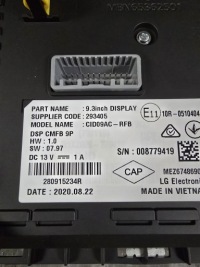 PART NAME : 9.3inch DISPLAY
SUPPLIER CODE : 293405
MODEL NAME : CID09AC-RFB
DSP CMFB 9P
HW : 1.0
SW : 07.97
DC 13 V ⎓ 1 A
280915234R
DATE : 2020.08.22
E11 10R-0510404
S/N : 008779419
CAP
MEZ6748690
LG Electroni
MADE IN VIETNA